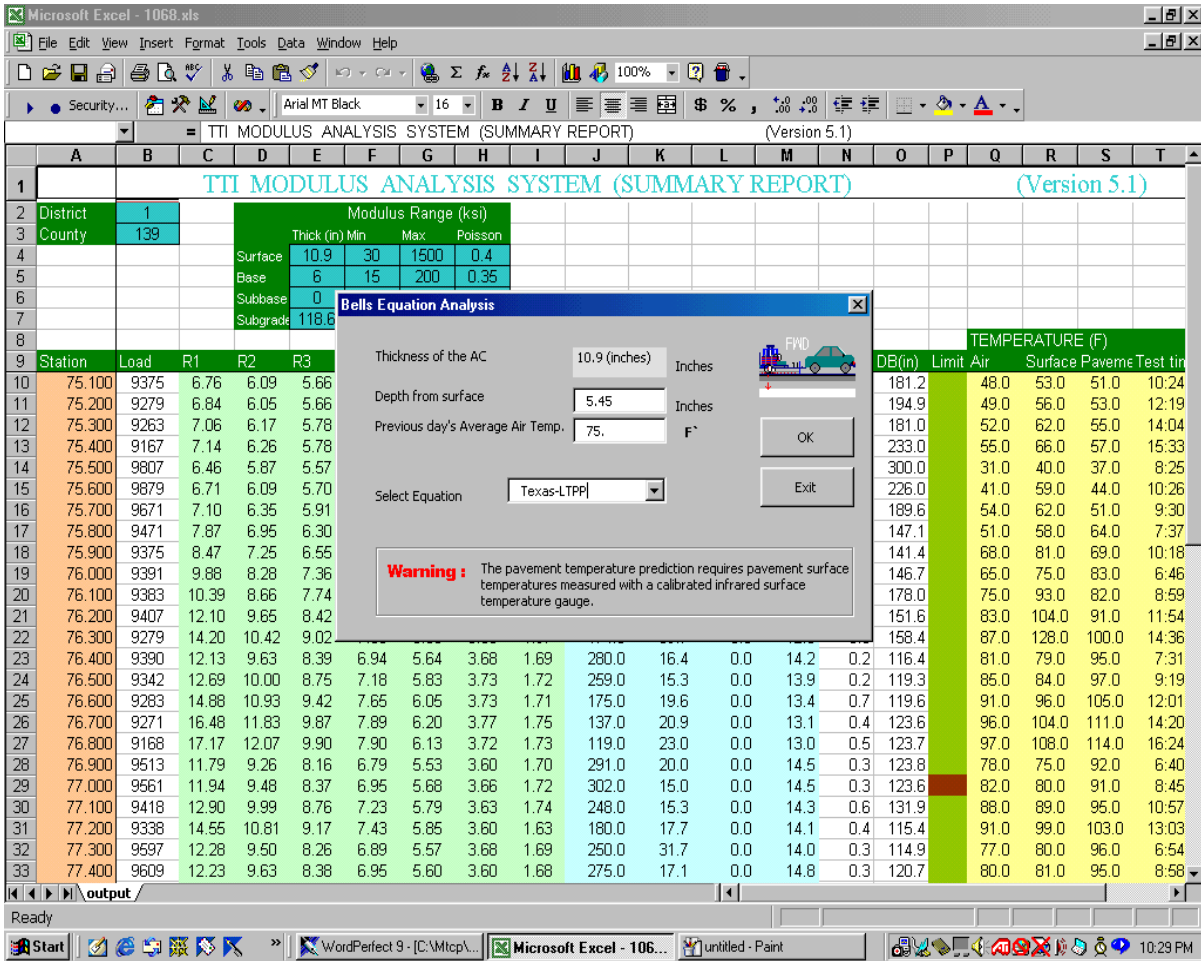 Microsoft Excel - 1068.xls
File Edit View Insert Format Tools Data Window Help
100%
Security... Arial MT Black 16 B I U $ % ,
= TTI MODULUS ANALYSIS SYSTEM (SUMMARY REPORT) (Version 5.1)
A B C D E F G H I J K L M N O P Q R S T
1 TTI MODULUS ANALYSIS SYSTEM (SUMMARY REPORT) (Version 5.1)
2 District 1 Modulus Range (ksi)
3 County 139 Thick (in) Min Max Poisson
4 Surface 10.9 30 1500 0.4
5 Base 6 15 200 0.35
6 Subbase 0
7 Subgrade 118.6
8 TEMPERATURE (F)
9 Station Load R1 R2 R3 DB(in) Limit Air Surface Paveme Test tin
10 75.100 9375 6.76 6.09 5.66 181.2 48.0 53.0 51.0 10:24
11 75.200 9279 6.84 6.05 5.66 194.9 49.0 56.0 53.0 12:19
12 75.300 9263 7.06 6.17 5.78 181.0 52.0 62.0 55.0 14:04
13 75.400 9167 7.14 6.26 5.78 233.0 55.0 66.0 57.0 15:33
14 75.500 9807 6.46 5.87 5.57 300.0 31.0 40.0 37.0 8:25
15 75.600 9879 6.71 6.09 5.70 226.0 41.0 59.0 44.0 10:26
16 75.700 9671 7.10 6.35 5.91 189.6 54.0 62.0 51.0 9:30
17 75.800 9471 7.87 6.95 6.30 147.1 51.0 58.0 64.0 7:37
18 75.900 9375 8.47 7.25 6.55 141.4 68.0 81.0 69.0 10:18
19 76.000 9391 9.88 8.28 7.36 146.7 65.0 75.0 83.0 6:46
20 76.100 9383 10.39 8.66 7.74 178.0 75.0 93.0 82.0 8:59
21 76.200 9407 12.10 9.65 8.42 151.6 83.0 104.0 91.0 11:54
22 76.300 9279 14.20 10.42 9.02 158.4 87.0 128.0 100.0 14:36
23 76.400 9390 12.13 9.63 8.39 6.94 5.64 3.68 1.69 280.0 16.4 0.0 14.2 0.2 116.4 81.0 79.0 95.0 7:31
24 76.500 9342 12.69 10.00 8.75 7.18 5.83 3.73 1.72 259.0 15.3 0.0 13.9 0.2 119.3 85.0 84.0 97.0 9:19
25 76.600 9283 14.88 10.93 9.42 7.65 6.05 3.73 1.71 175.0 19.6 0.0 13.4 0.7 119.6 91.0 96.0 105.0 12:01
26 76.700 9271 16.48 11.83 9.87 7.89 6.20 3.77 1.75 137.0 20.9 0.0 13.1 0.4 123.6 96.0 104.0 111.0 14:20
27 76.800 9168 17.17 12.07 9.90 7.90 6.13 3.72 1.73 119.0 23.0 0.0 13.0 0.5 123.7 97.0 108.0 114.0 16:24
28 76.900 9513 11.79 9.26 8.16 6.79 5.53 3.60 1.70 291.0 20.0 0.0 14.5 0.3 123.8 78.0 75.0 92.0 6:40
29 77.000 9561 11.94 9.48 8.37 6.95 5.68 3.66 1.72 302.0 15.0 0.0 14.5 0.3 123.6 82.0 80.0 91.0 8:45
30 77.100 9418 12.90 9.99 8.76 7.23 5.79 3.63 1.74 248.0 15.3 0.0 14.3 0.6 131.9 88.0 89.0 95.0 10:57
31 77.200 9338 14.55 10.81 9.17 7.43 5.85 3.60 1.63 180.0 17.7 0.0 14.1 0.4 115.4 91.0 99.0 103.0 13:03
32 77.300 9597 12.28 9.50 8.26 6.89 5.57 3.68 1.69 250.0 31.7 0.0 14.0 0.3 114.9 77.0 80.0 96.0 6:54
33 77.400 9609 12.23 9.63 8.38 6.95 5.60 3.60 1.68 275.0 17.1 0.0 14.8 0.3 120.7 80.0 81.0 95.0 8:58
Bells Equation Analysis
FWD
Thickness of the AC 10.9 (inches) Inches
Depth from surface 5.45 Inches
Previous day's Average Air Temp. 75. F`
OK
Select Equation Texas-LTPP
Exit
Warning : The pavement temperature prediction requires pavement surface
temperatures measured with a calibrated infrared surface
temperature gauge.
output
Ready
Start » WordPerfect 9 - [C:\Mtcp\... Microsoft Excel - 106... untitled - Paint 10:29 PM